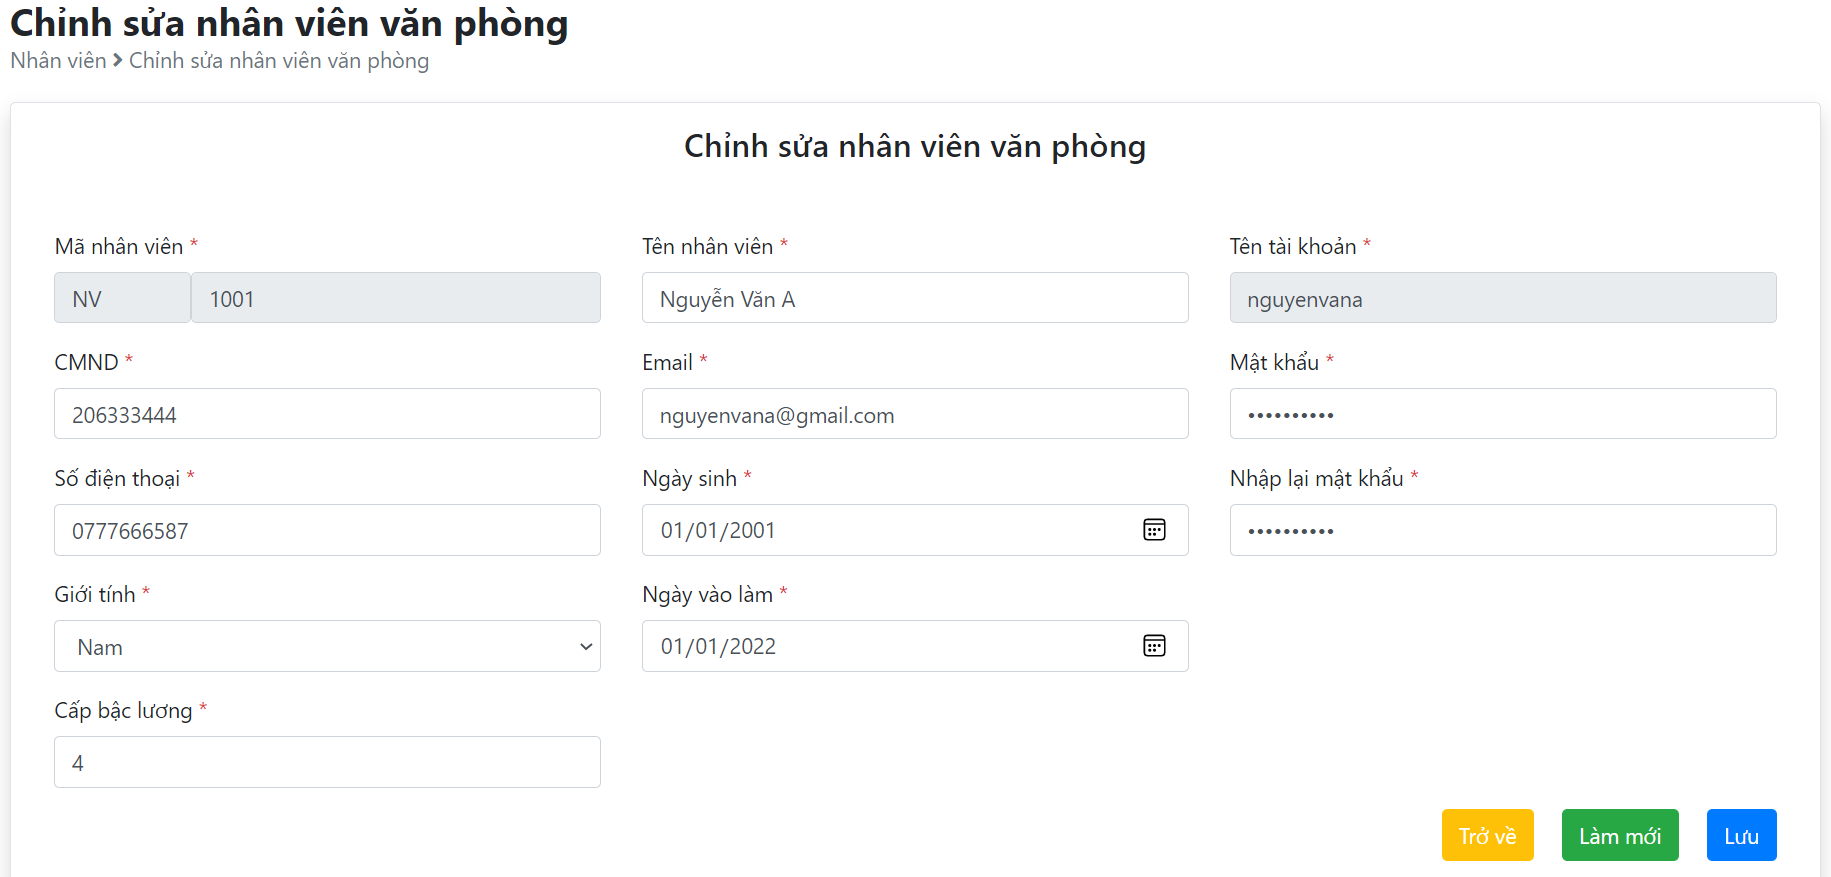 Chỉnh sửa nhân viên văn phòng
Nhân viên > Chỉnh sửa nhân viên văn phòng
Chỉnh sửa nhân viên văn phòng
Mã nhân viên * Tên nhân viên * Tên tài khoản *
NV 1001 Nguyễn Văn A nguyenvana
CMND * Email * Mật khẩu *
206333444 nguyenvana@gmail.com ••••••••••
Số điện thoại * Ngày sinh * Nhập lại mật khẩu *
0777666587 01/01/2001 ••••••••••
Giới tính * Ngày vào làm *
Nam 01/01/2022
Cấp bậc lương *
4
Trở về Làm mới Lưu